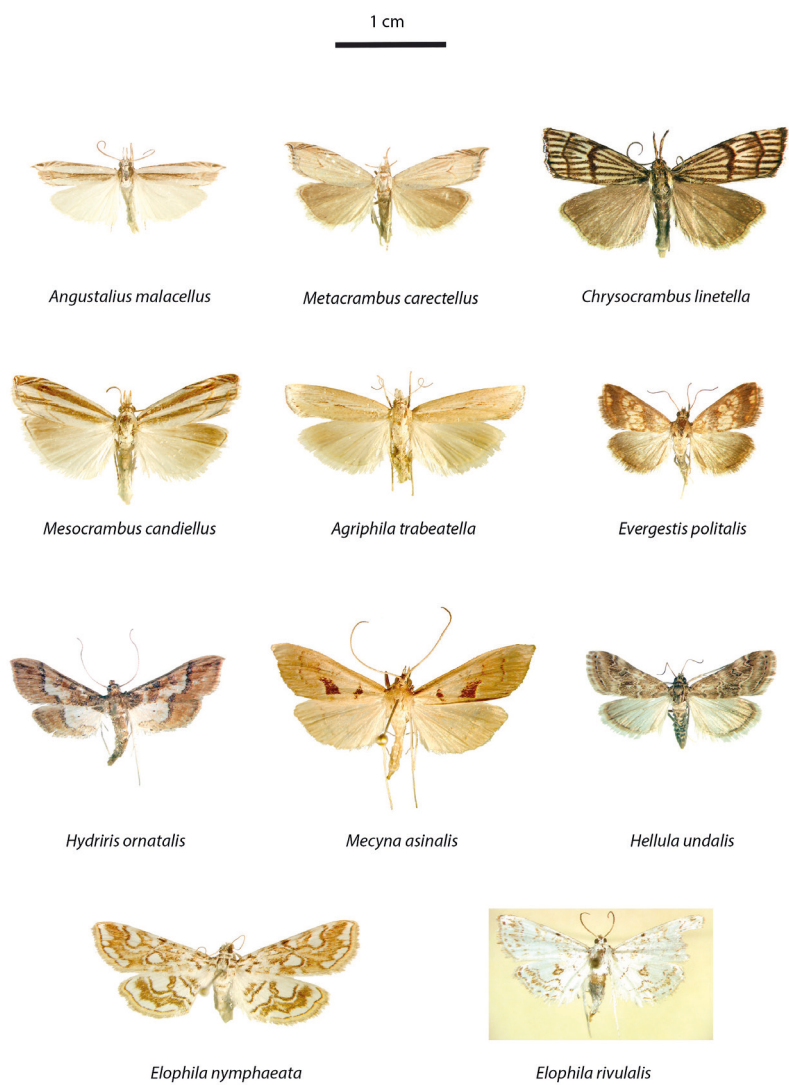 1 cm
Angustalius malacellus
Metacrambus carectellus
Chrysocrambus linetella
Mesocrambus candiellus
Agriphila trabeatella
Evergestis politalis
Hydriris ornatalis
Mecyna asinalis
Hellula undalis
Elophila nymphaeata
Elophila rivulalis